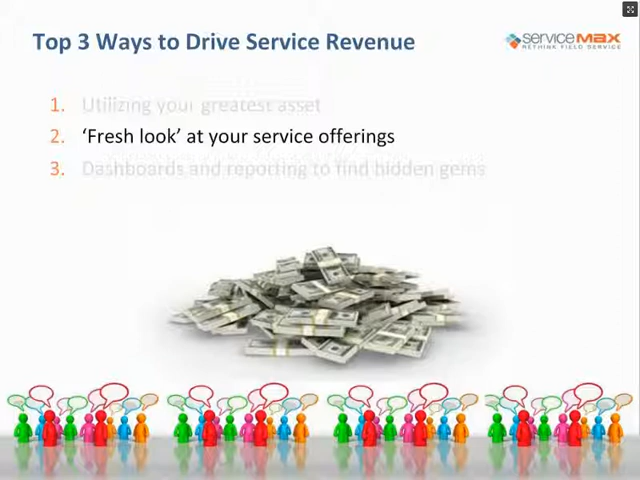 Top 3 Ways to Drive Service Revenue
serviceMAX
RETHINK FIELD SERVICE
1. Utilizing your greatest asset
2. ‘Fresh look’ at your service offerings
3. Dashboards and reporting to find hidden gems